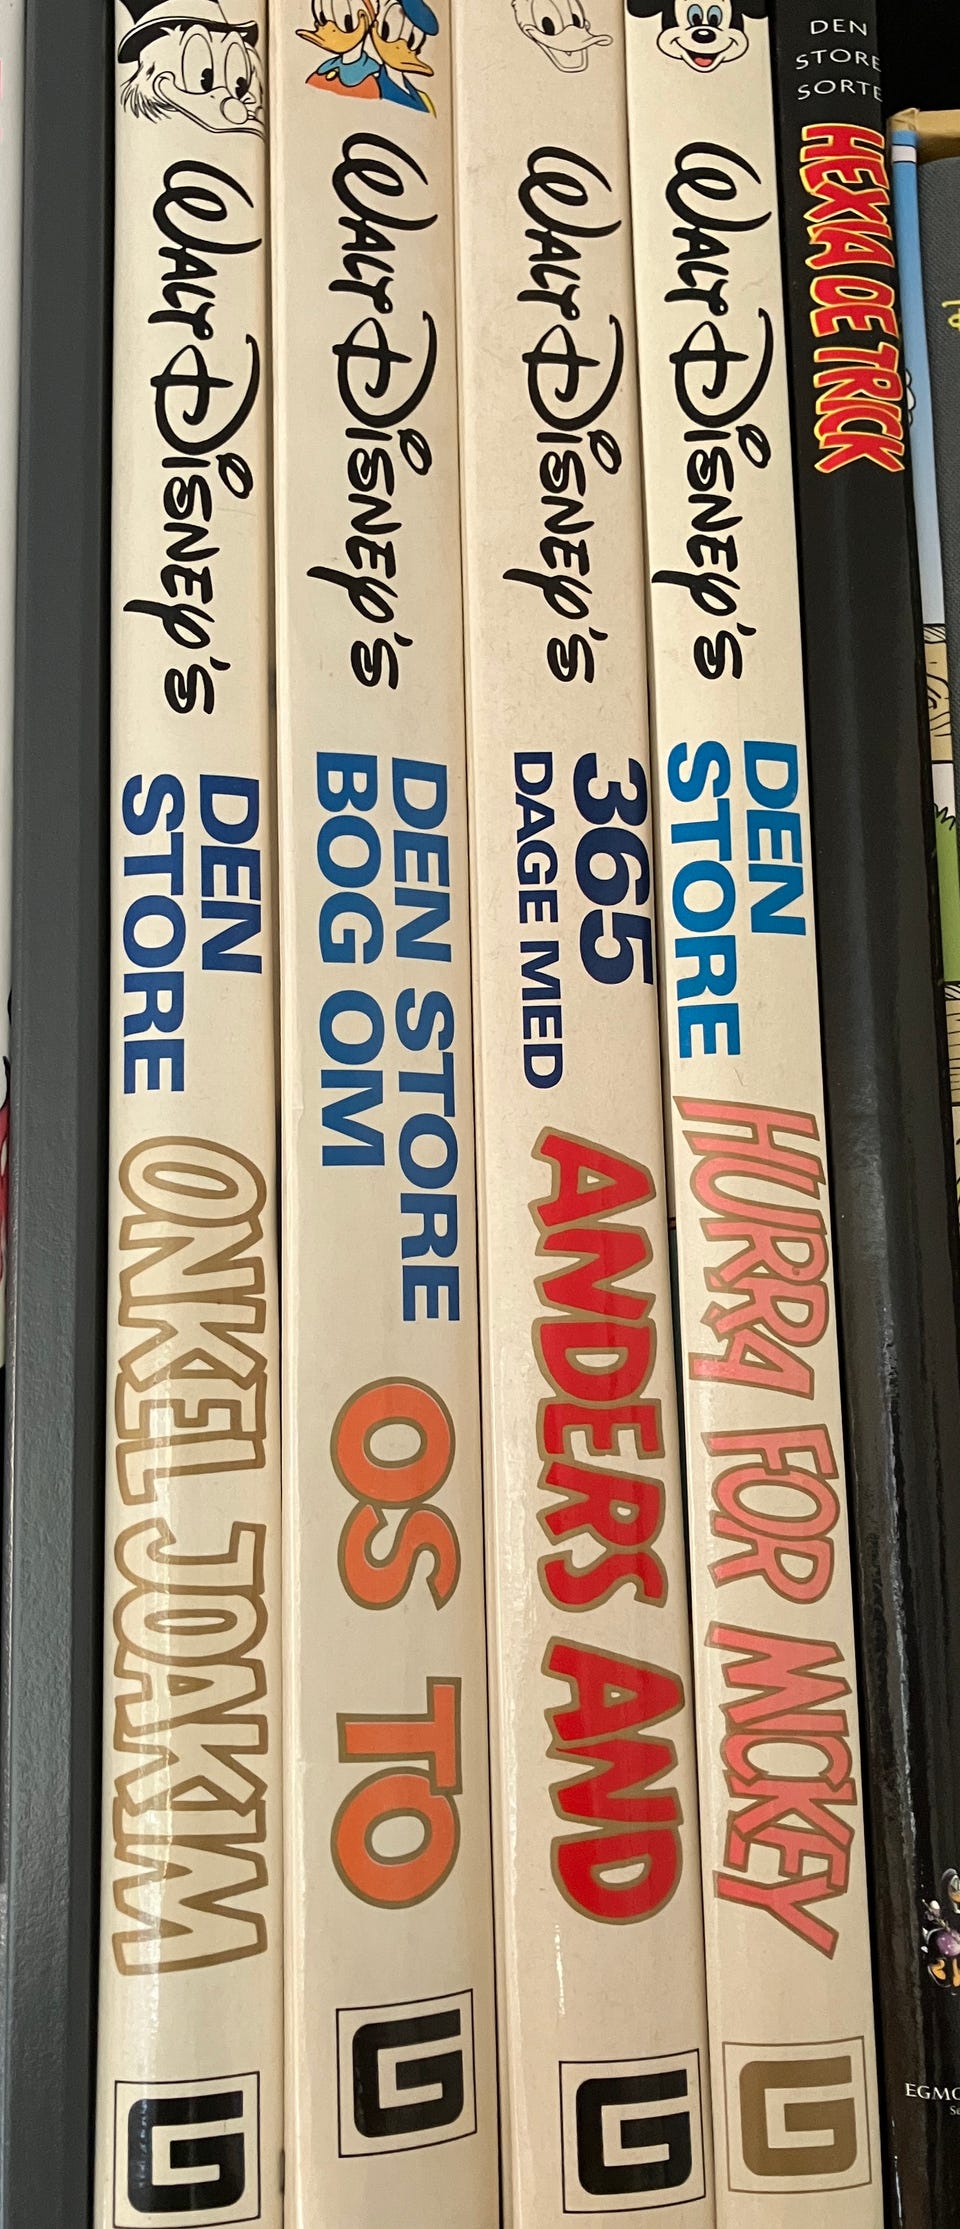 WALT DISNEY'S
DEN
STORE
ONKEL JOAKIM
G
WALT DISNEY'S
DEN STORE
BOG OM
OS TO
G
WALT DISNEY'S
365
DAGE MED
ANDERS AND
G
WALT DISNEY'S
DEN
STORE
HURRA FOR MICKEY
G
DEN
STORE
SORTE
HEXIA DE TRICK